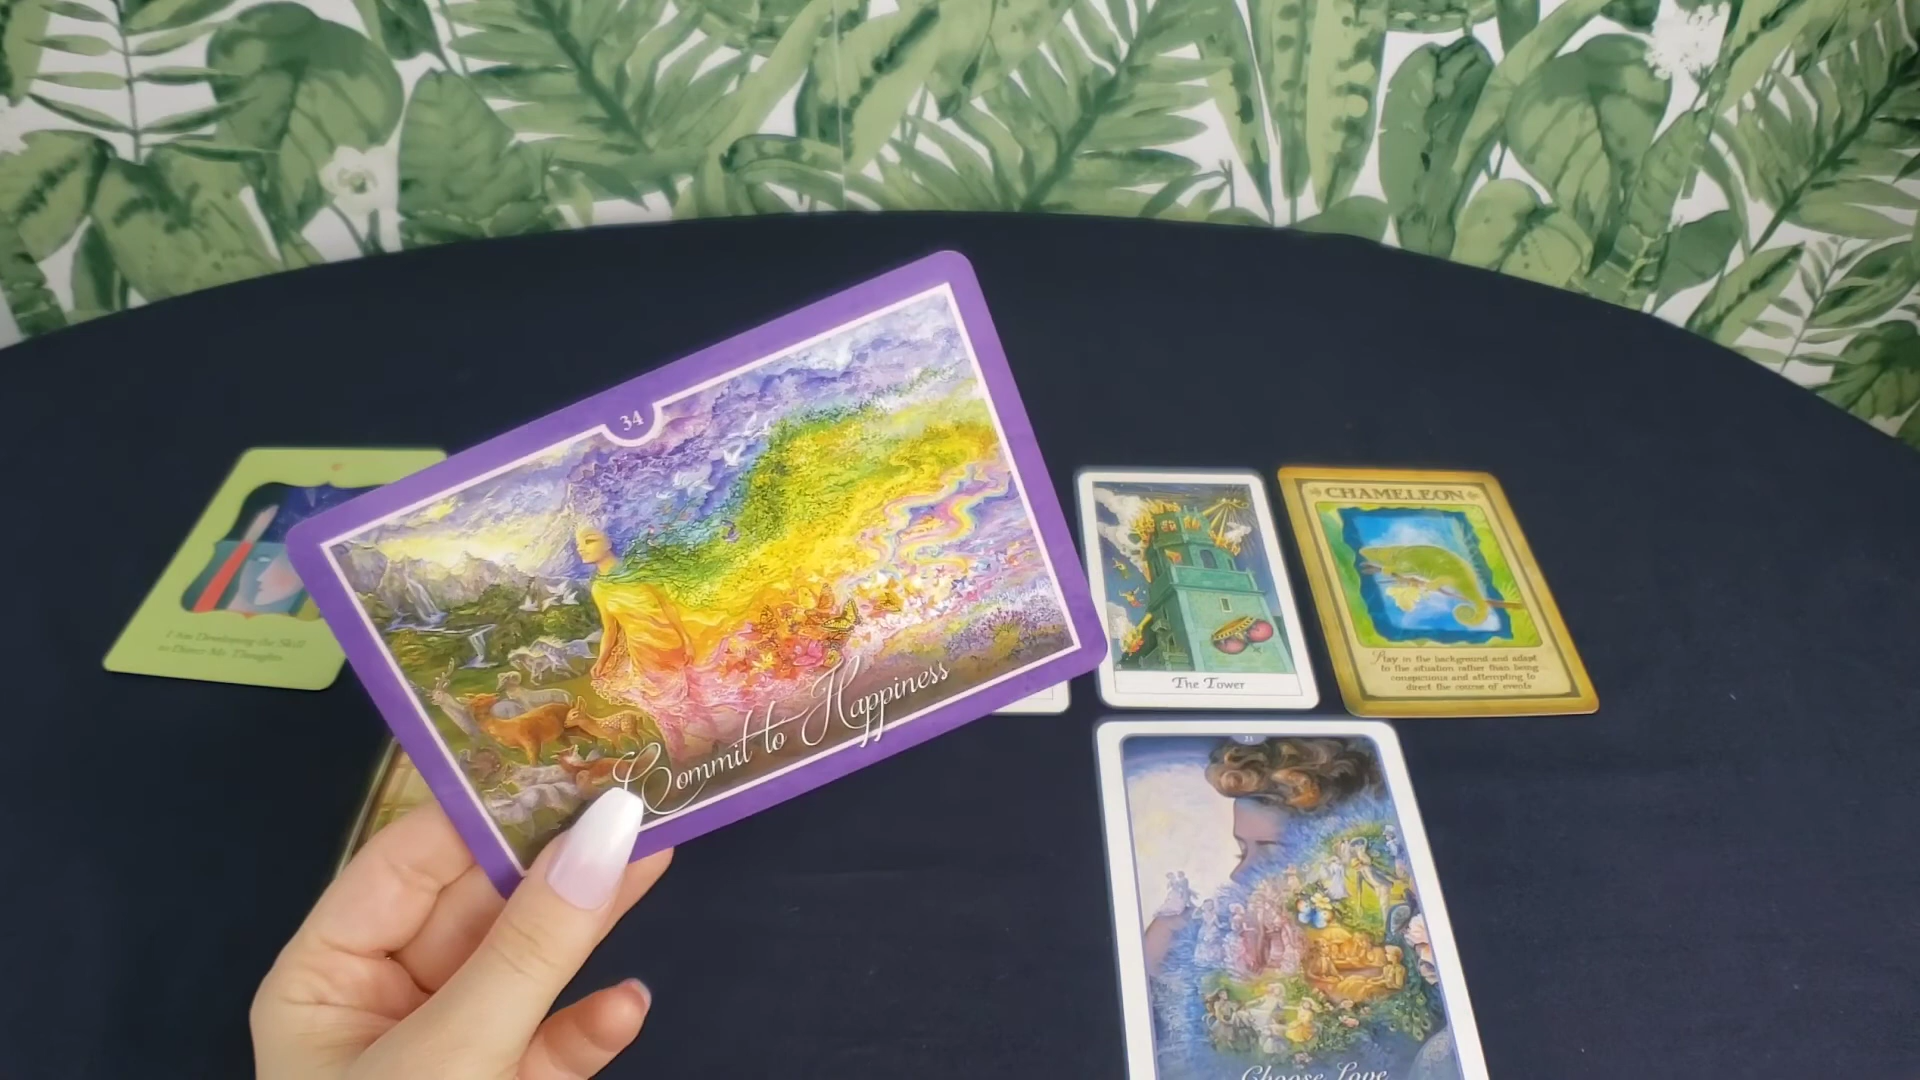 34
Commit to Happiness
I Am Developing the Skill
to Direct My Thoughts
The Tower
CHAMELEON
Stay in the background and adapt
to the situation rather than being
conspicuous and attempting to
direct the course of events
Choose Love